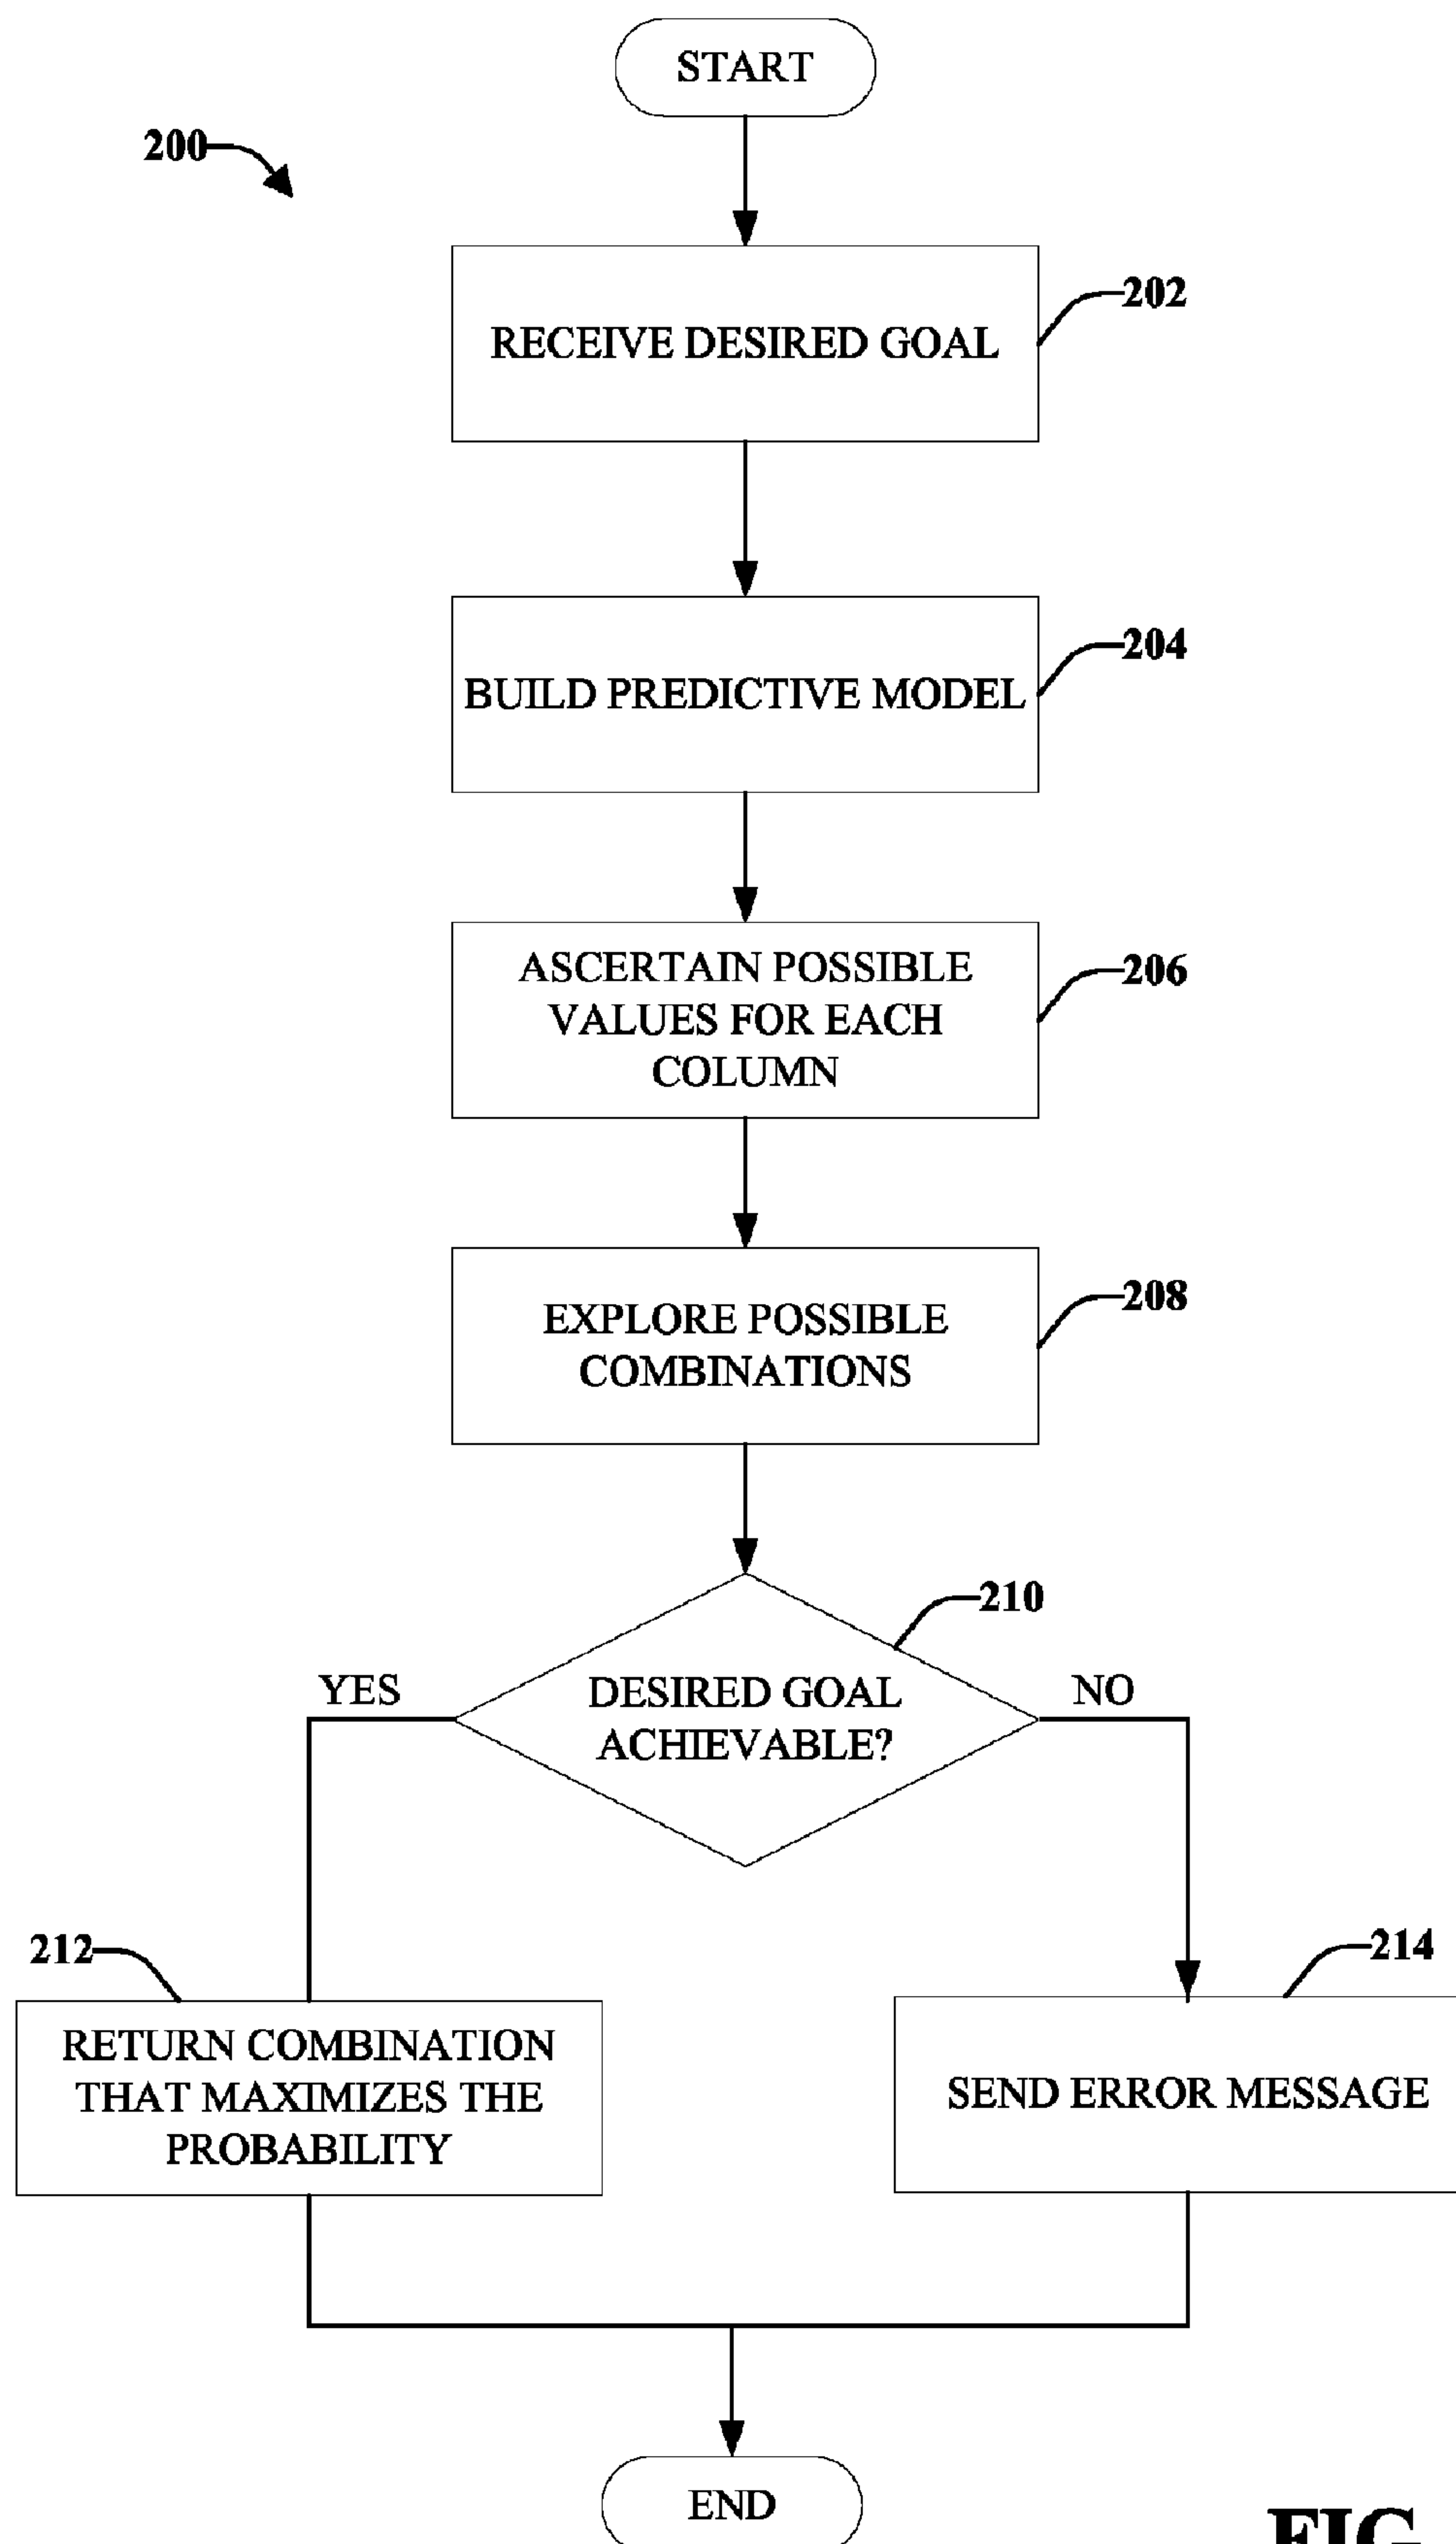 START
200
202
RECEIVE DESIRED GOAL
204
BUILD PREDICTIVE MODEL
ASCERTAIN POSSIBLE
206
VALUES FOR EACH
COLUMN
208
EXPLORE POSSIBLE
COMBINATIONS
210
YES
DESIRED GOAL
NO
ACHIEVABLE?
212
214
RETURN COMBINATION
THAT MAXIMIZES THE
PROBABILITY
SEND ERROR MESSAGE
END
FIG